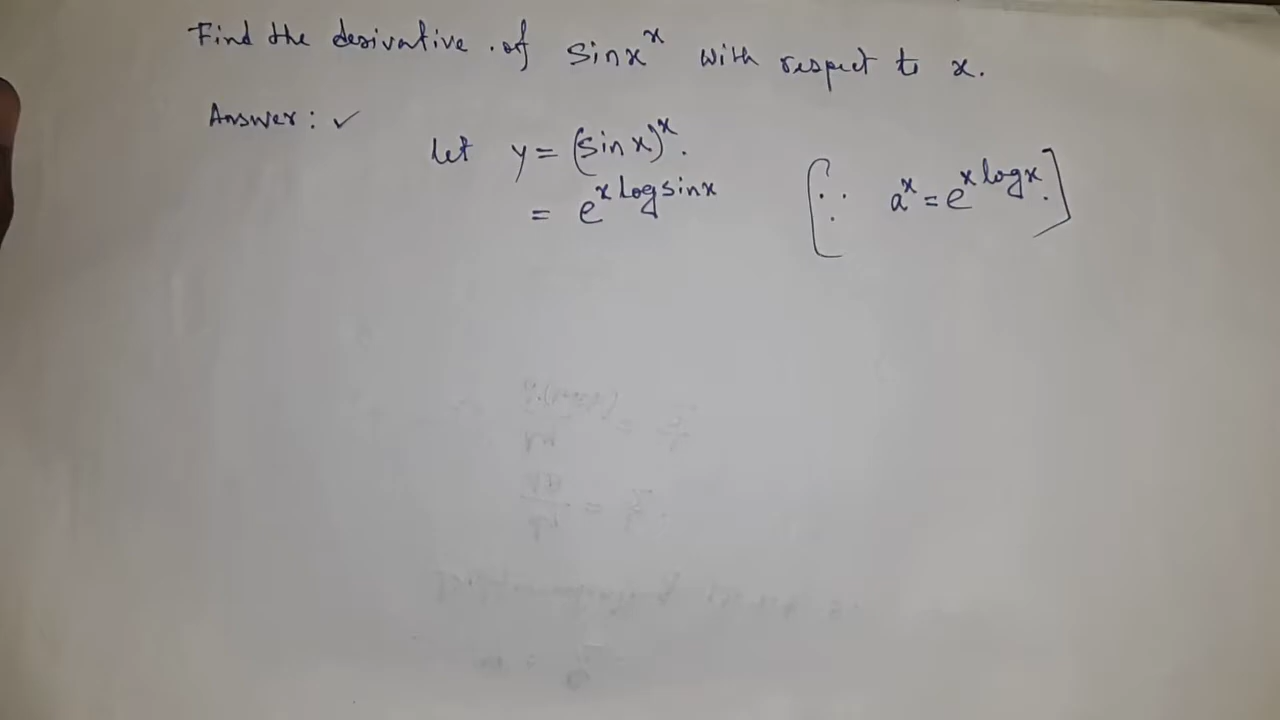 Find the derivative of sinx^x with respect to x.
Answer: ✓
let y = (sin x)^x.
= e^{x log sinx} [∵ a^x = e^{x log x}.]